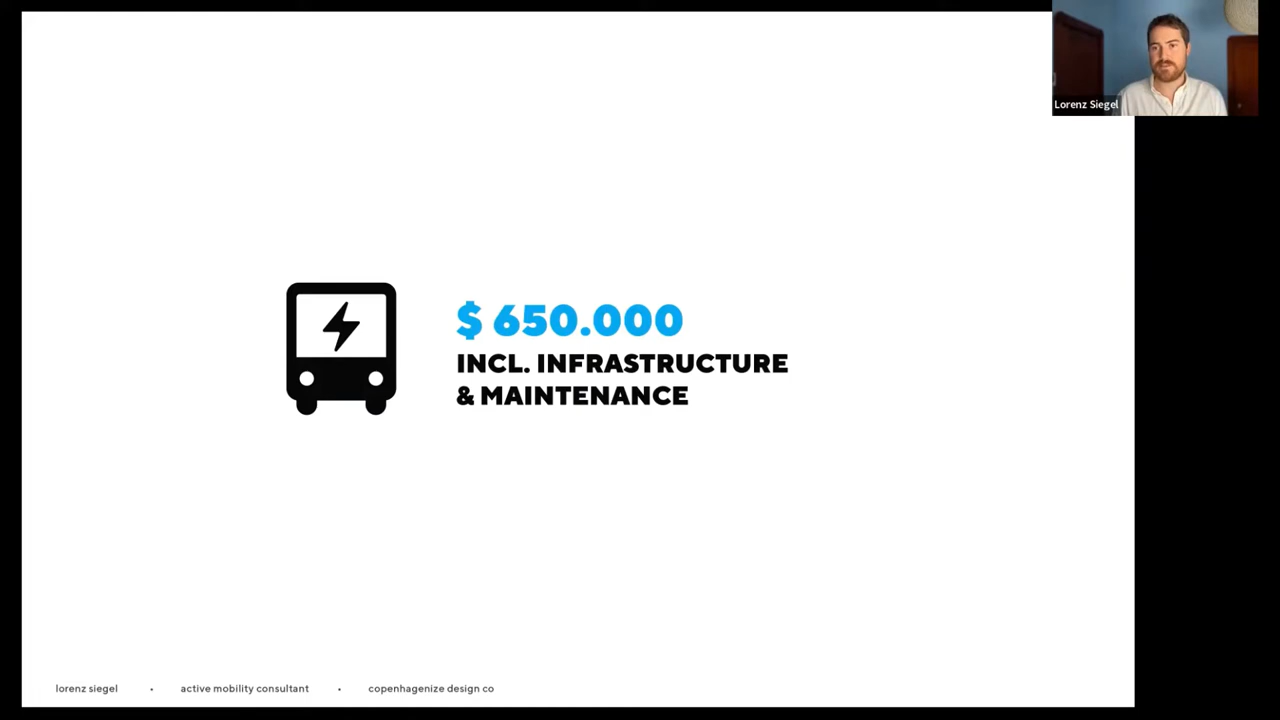 Lorenz Siegel
$ 650.000
INCL. INFRASTRUCTURE
& MAINTENANCE
lorenz siegel • active mobility consultant • copenhagenize design co